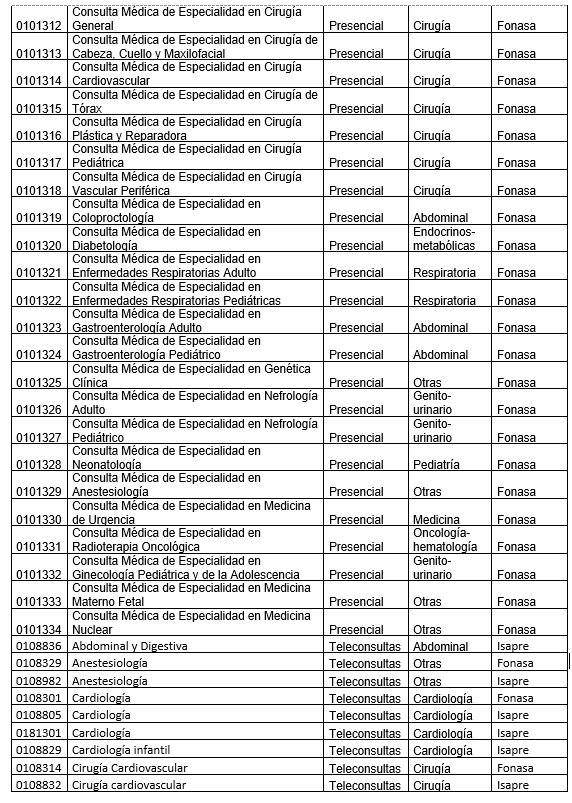 0101312 Consulta Médica de Especialidad en Cirugía General Presencial Cirugía Fonasa
0101313 Consulta Médica de Especialidad en Cirugía de Cabeza, Cuello y Maxilofacial Presencial Cirugía Fonasa
0101314 Consulta Médica de Especialidad en Cirugía Cardiovascular Presencial Cirugía Fonasa
0101315 Consulta Médica de Especialidad en Cirugía de Tórax Presencial Cirugía Fonasa
0101316 Consulta Médica de Especialidad en Cirugía Plástica y Reparadora Presencial Cirugía Fonasa
0101317 Consulta Médica de Especialidad en Cirugía Pediátrica Presencial Cirugía Fonasa
0101318 Consulta Médica de Especialidad en Cirugía Vascular Periférica Presencial Cirugía Fonasa
0101319 Consulta Médica de Especialidad en Coloproctología Presencial Abdominal Fonasa
0101320 Consulta Médica de Especialidad en Diabetología Presencial Endocrinos-metabólicas Fonasa
0101321 Consulta Médica de Especialidad en Enfermedades Respiratorias Adulto Presencial Respiratoria Fonasa
0101322 Consulta Médica de Especialidad en Enfermedades Respiratorias Pediátricas Presencial Respiratoria Fonasa
0101323 Consulta Médica de Especialidad en Gastroenterología Adulto Presencial Abdominal Fonasa
0101324 Consulta Médica de Especialidad en Gastroenterología Pediátrico Presencial Abdominal Fonasa
0101325 Consulta Médica de Especialidad en Genética Clínica Presencial Otras Fonasa
0101326 Consulta Médica de Especialidad en Nefrología Adulto Presencial Genito-urinario Fonasa
0101327 Consulta Médica de Especialidad en Nefrología Pediátrico Presencial Genito-urinario Fonasa
0101328 Consulta Médica de Especialidad en Neonatología Presencial Pediatría Fonasa
0101329 Consulta Médica de Especialidad en Anestesiología Presencial Otras Fonasa
0101330 Consulta Médica de Especialidad en Medicina de Urgencia Presencial Medicina Fonasa
0101331 Consulta Médica de Especialidad en Radioterapia Oncológica Presencial Oncología-hematología Fonasa
0101332 Consulta Médica de Especialidad en Ginecología Pediátrica y de la Adolescencia Presencial Genito-urinario Fonasa
0101333 Consulta Médica de Especialidad en Medicina Materno Fetal Presencial Otras Fonasa
0101334 Consulta Médica de Especialidad en Medicina Nuclear Presencial Otras Fonasa
0108836 Abdominal y Digestiva Teleconsultas Abdominal Isapre
0108329 Anestesiología Teleconsultas Otras Fonasa
0108982 Anestesiología Teleconsultas Otras Isapre
0108301 Cardiología Teleconsultas Cardiología Fonasa
0108805 Cardiología Teleconsultas Cardiología Isapre
0181301 Cardiología Teleconsultas Cardiología Isapre
0108829 Cardiología infantil Teleconsultas Cardiología Isapre
0108314 Cirugía Cardiovascular Teleconsultas Cirugía Fonasa
0108832 Cirugía cardiovascular Teleconsultas Cirugía Isapre